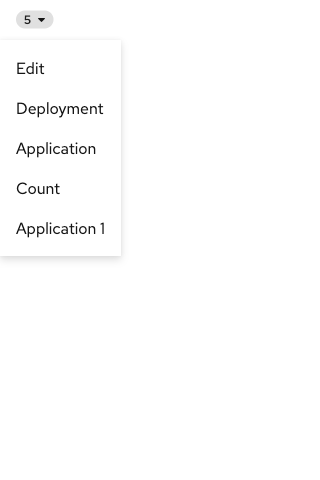 5
Edit
Deployment
Application
Count
Application 1